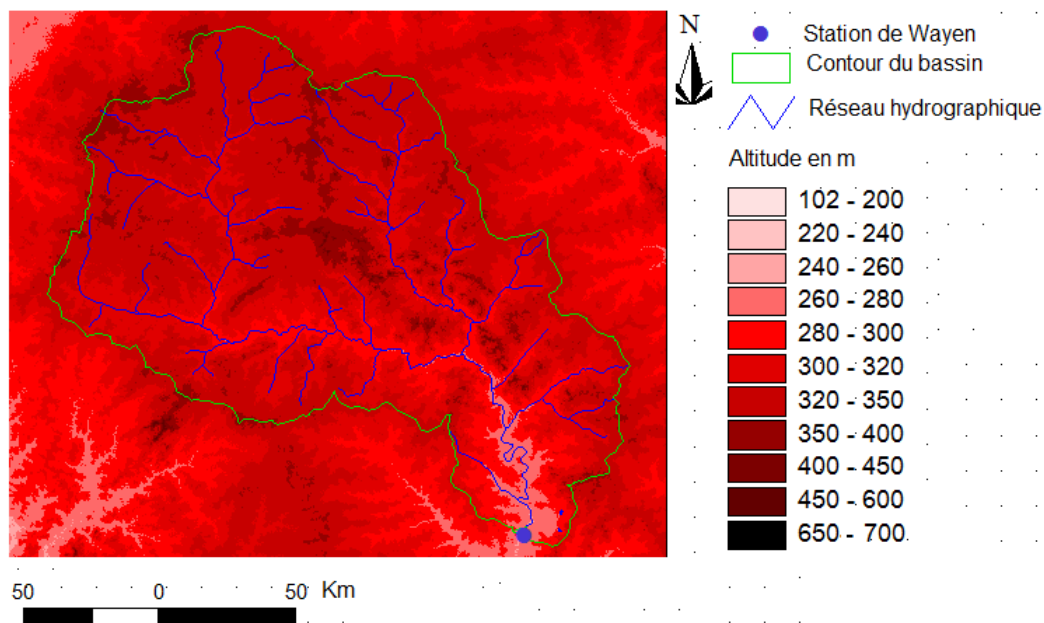 N
Station de Wayen
Contour du bassin
Réseau hydrographique
Altitude en m
102 - 200
220 - 240
240 - 260
260 - 280
280 - 300
300 - 320
320 - 350
350 - 400
400 - 450
450 - 600
650 - 700
50 0 50 Km